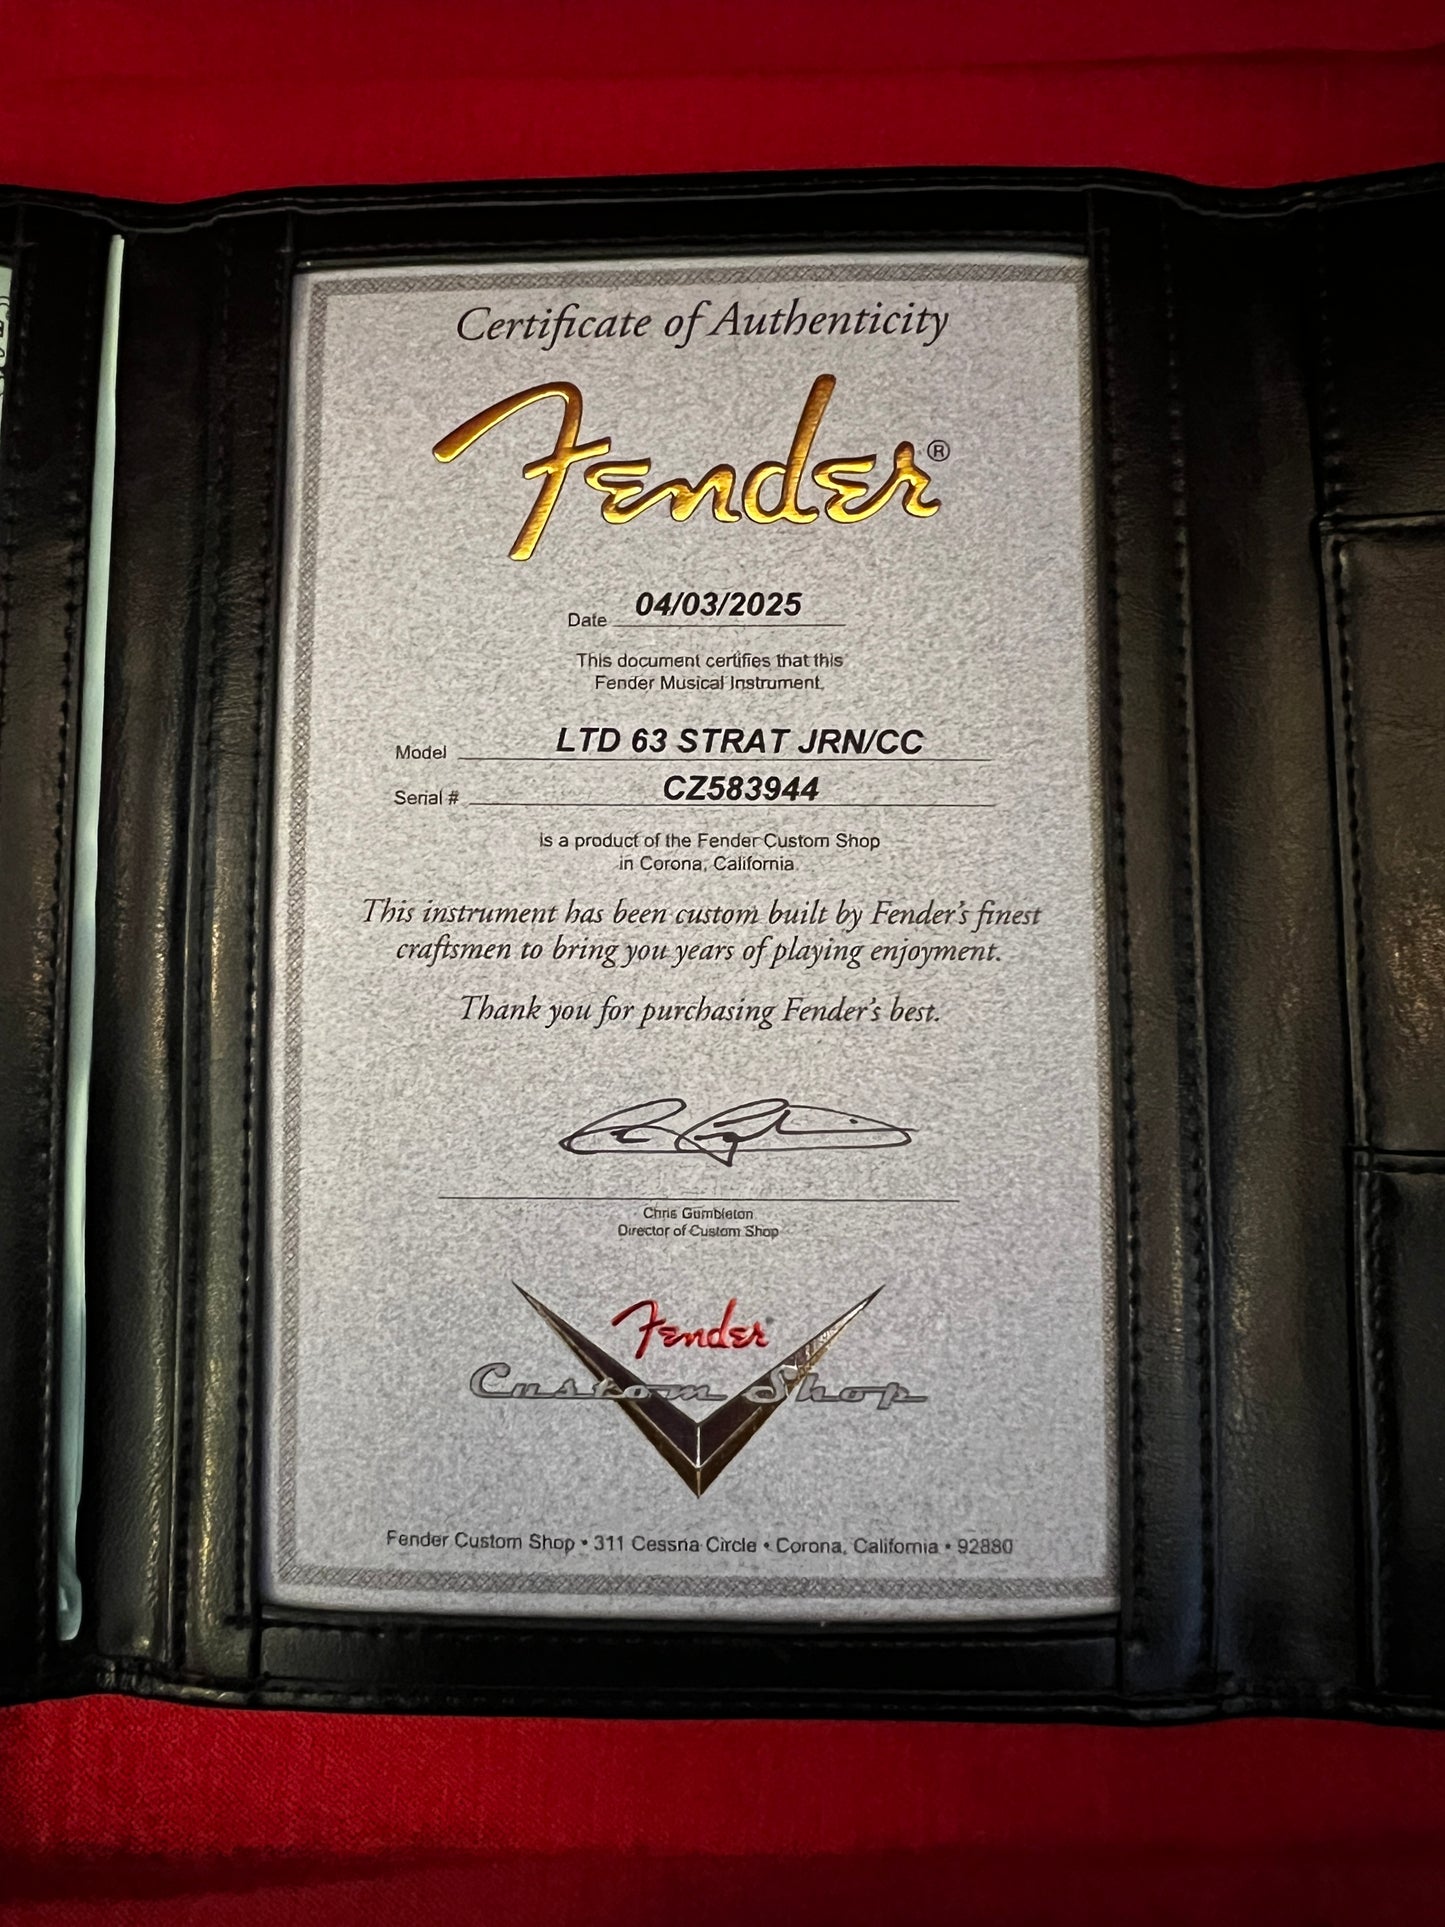 Certificate of Authenticity
Fender®
Date 04/03/2025
This document certifies that this
Fender Musical Instrument,
Model LTD 63 STRAT JRN/CC
Serial # CZ583944
is a product of the Fender Custom Shop
in Corona, California.
This instrument has been custom built by Fender's finest
craftsmen to bring you years of playing enjoyment.
Thank you for purchasing Fender's best.
Chris Gumbleton
Director of Custom Shop
Fender
Custom Shop
Fender Custom Shop • 311 Cessna Circle • Corona, California • 92880